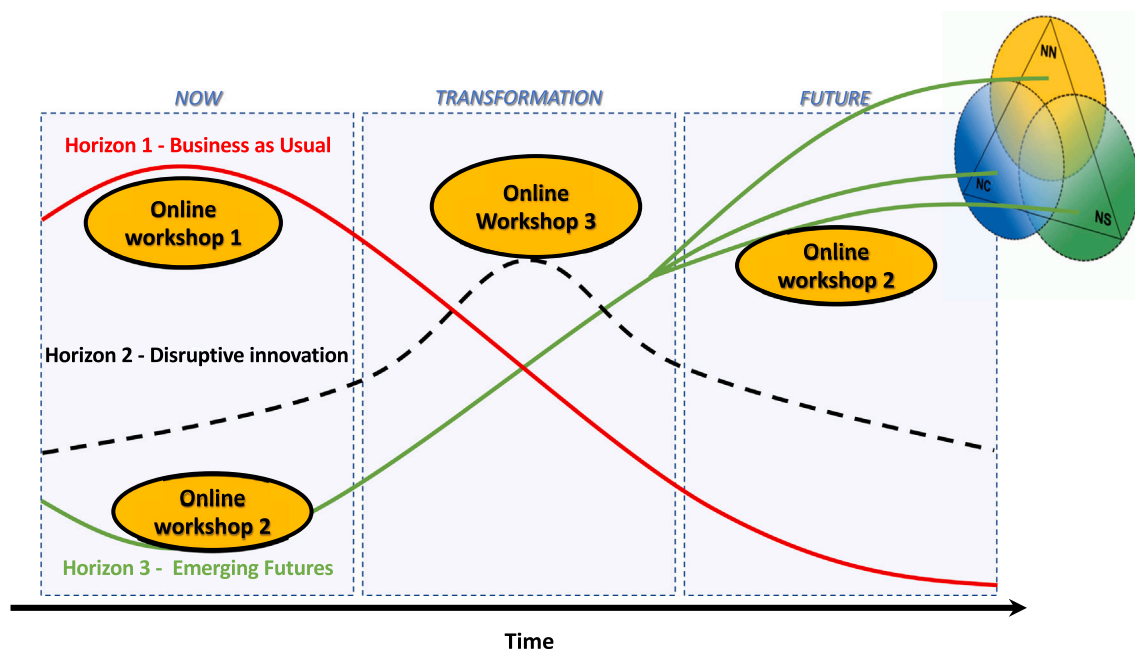 NN
NOW
TRANSFORMATION
FUTURE
Horizon 1 - Business as Usual
Online
workshop 1
Online
Workshop 3
NC
NS
Online
workshop 2
Horizon 2 - Disruptive innovation
Online
workshop 2
Horizon 3 - Emerging Futures
Time